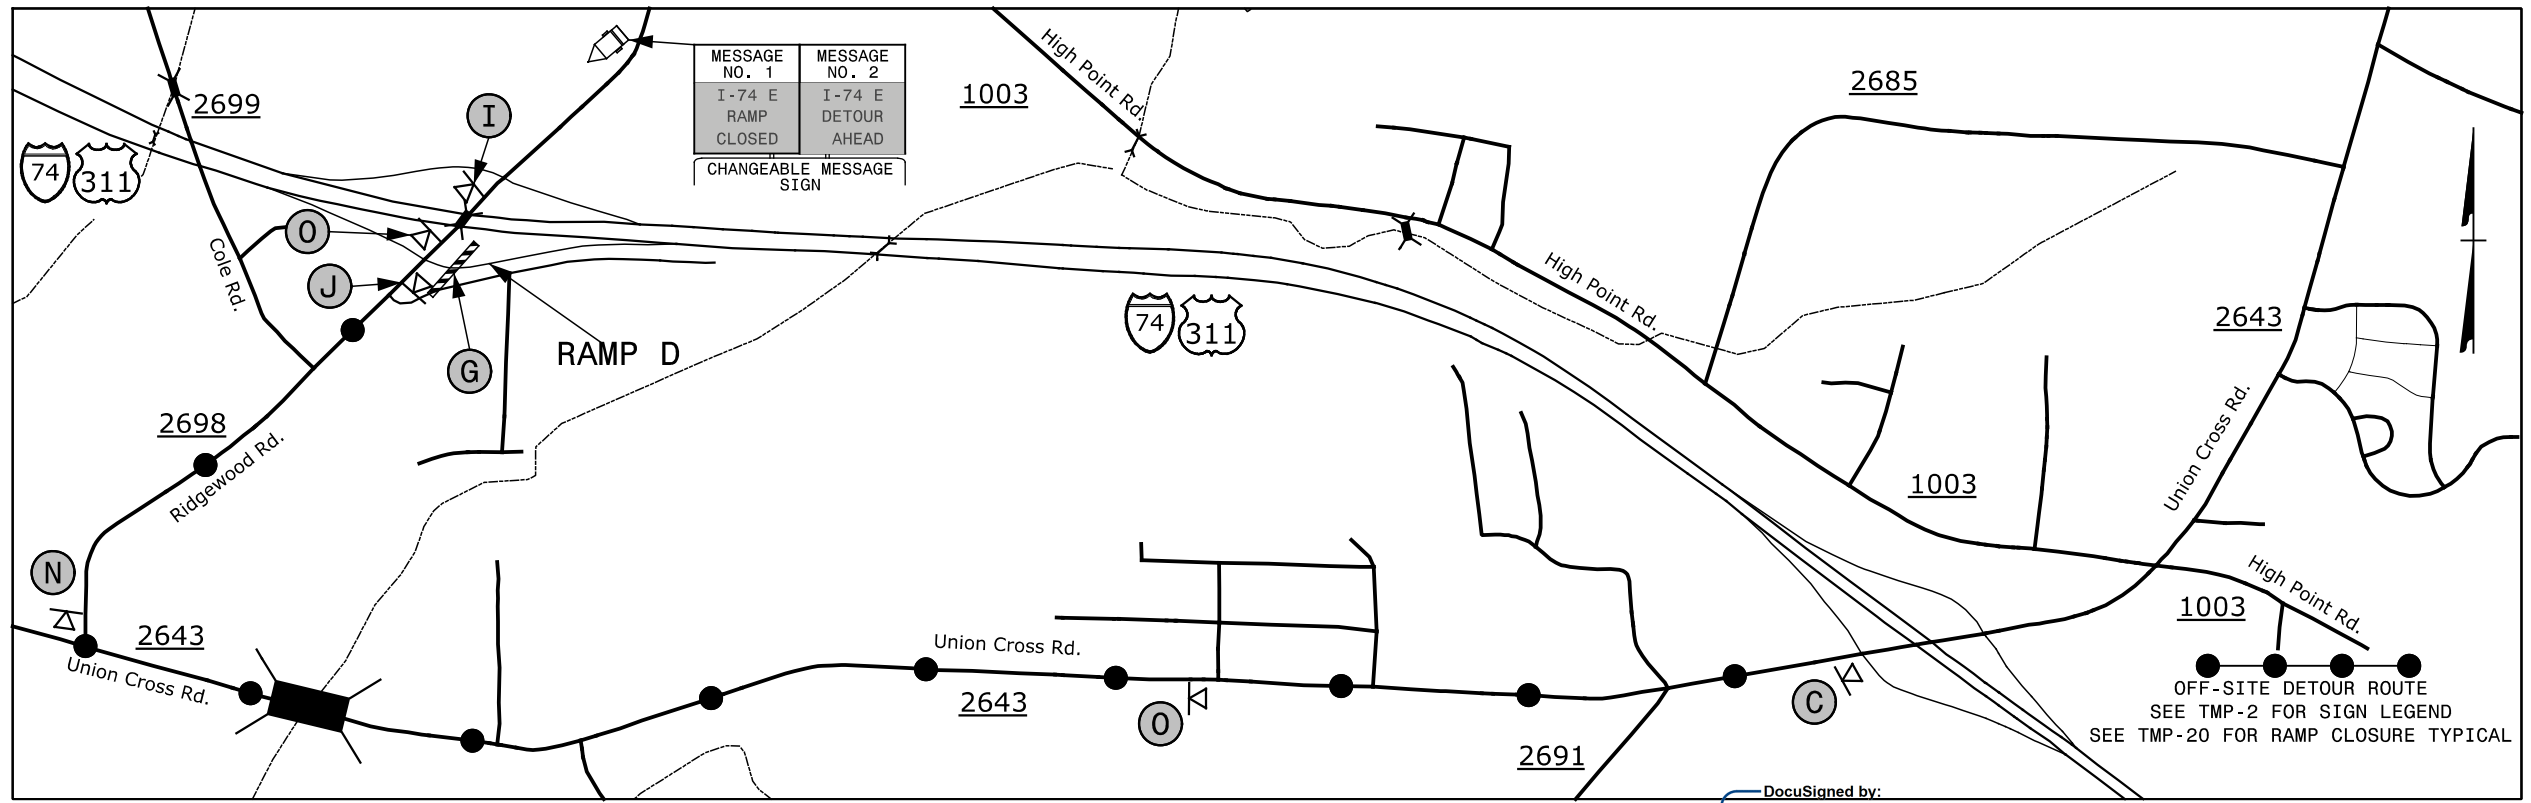 MESSAGE NO. 1
MESSAGE NO. 2
I-74 E RAMP CLOSED
I-74 E DETOUR AHEAD
CHANGEABLE MESSAGE SIGN
High Point Rd.
1003
2685
2699
I
74
311
O
J
Cole Rd.
G
RAMP D
High Point Rd.
74
311
2643
2698
Ridgewood Rd.
Union Cross Rd.
1003
N
2643
Union Cross Rd.
Union Cross Rd.
2643
O
2691
C
High Point Rd.
1003
OFF-SITE DETOUR ROUTE
SEE TMP-2 FOR SIGN LEGEND
SEE TMP-20 FOR RAMP CLOSURE TYPICAL
DocuSigned by: